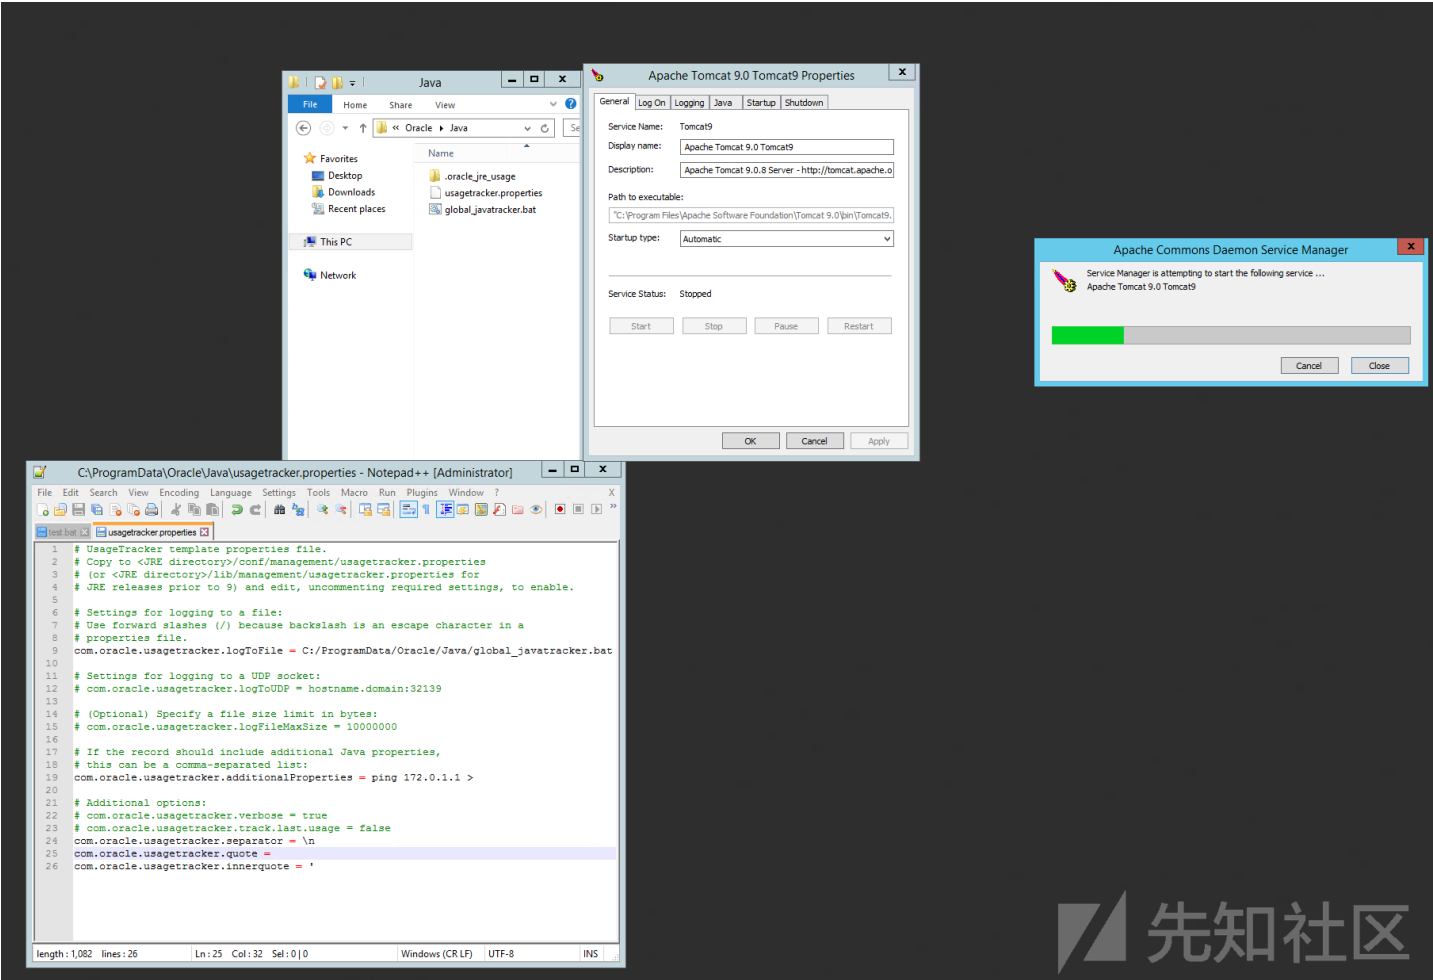 Java
File Home Share View
« Oracle Java Se
Favorites
Desktop
Downloads
Recent places
This PC
Network
Name
.oracle_jre_usage
usagetracker.properties
global_javatracker.bat
Apache Tomcat 9.0 Tomcat9 Properties
General Log On Logging Java Startup Shutdown
Service Name: Tomcat9
Display name: Apache Tomcat 9.0 Tomcat9
Description: Apache Tomcat 9.0.8 Server - http://tomcat.apache.o
Path to executable:
"C:\Program Files\Apache Software Foundation\Tomcat 9.0\bin\Tomcat9.
Startup type: Automatic
Service Status: Stopped
Start Stop Pause Restart
OK Cancel Apply
Apache Commons Daemon Service Manager
Service Manager is attempting to start the following service ...
Apache Tomcat 9.0 Tomcat9
Cancel Close
C:\ProgramData\Oracle\Java\usagetracker.properties - Notepad++ [Administrator]
File Edit Search View Encoding Language Settings Tools Macro Run Plugins Window ? X
test.bat usagetracker.properties
1 # UsageTracker template properties file.
2 # Copy to <JRE directory>/conf/management/usagetracker.properties
3 # (or <JRE directory>/lib/management/usagetracker.properties for
4 # JRE releases prior to 9) and edit, uncommenting required settings, to enable.
5
6 # Settings for logging to a file:
7 # Use forward slashes (/) because backslash is an escape character in a
8 # properties file.
9 com.oracle.usagetracker.logToFile = C:/ProgramData/Oracle/Java/global_javatracker.bat
10
11 # Settings for logging to a UDP socket:
12 # com.oracle.usagetracker.logToUDP = hostname.domain:32139
13
14 # (Optional) Specify a file size limit in bytes:
15 # com.oracle.usagetracker.logFileMaxSize = 10000000
16
17 # If the record should include additional Java properties,
18 # this can be a comma-separated list:
19 com.oracle.usagetracker.additionalProperties = ping 172.0.1.1 >
20
21 # Additional options:
22 # com.oracle.usagetracker.verbose = true
23 # com.oracle.usagetracker.track.last.usage = false
24 com.oracle.usagetracker.separator = \n
25 com.oracle.usagetracker.quote =
26 com.oracle.usagetracker.innerquote = '
length : 1,082 lines : 26 Ln : 25 Col : 32 Sel : 0 | 0 Windows (CR LF) UTF-8 INS
先知社区